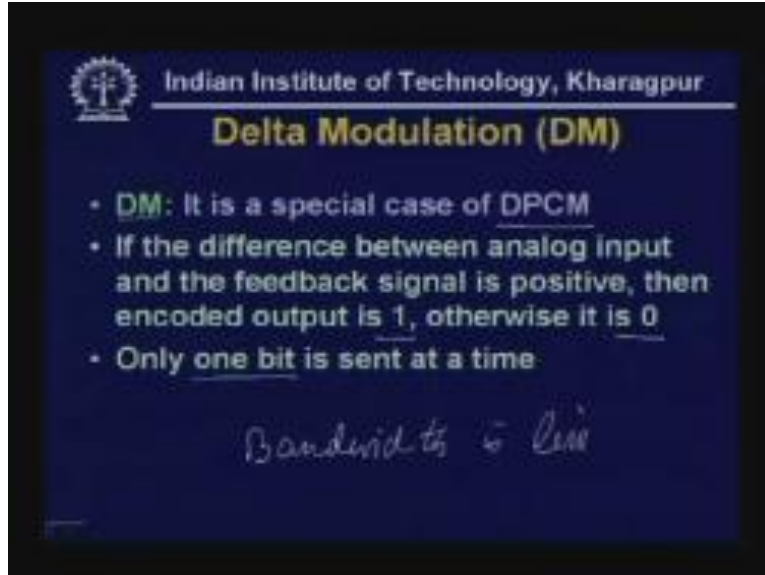 Indian Institute of Technology, Kharagpur
Delta Modulation (DM)
• DM: It is a special case of DPCM
• If the difference between analog input
and the feedback signal is positive, then
encoded output is 1, otherwise it is 0
• Only one bit is sent at a time
Bandwidth is less